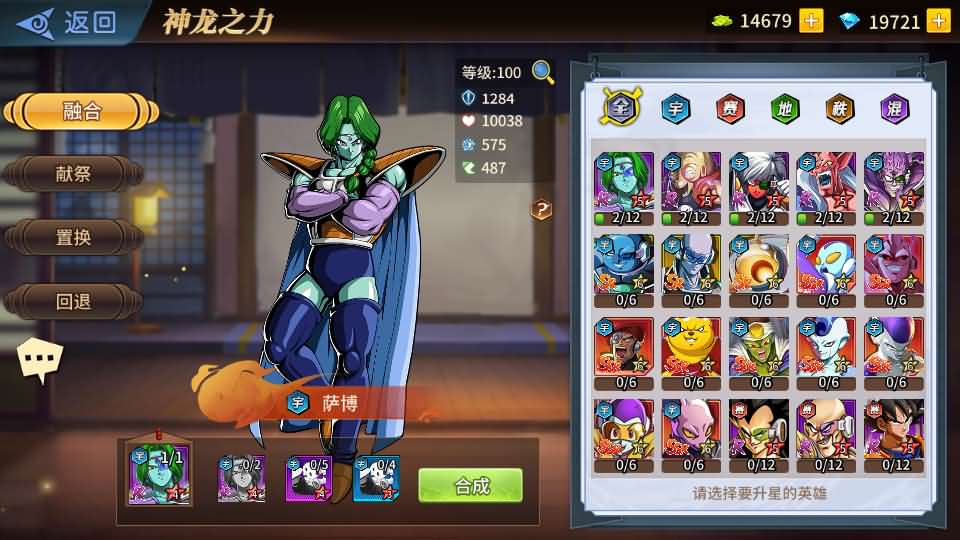 返回
神龙之力
14679
19721
融合
献祭
置换
回退
等级:100
1284
10038
575
487
?
萨博
1/1
0/2
0/5
0/4
合成
全 宇 赛 地 秩 混
2/12 2/12 2/12 2/12 2/12
0/6 0/6 0/6 0/6 0/6
0/6 0/6 0/6 0/6 0/6
0/6 0/6 0/12 0/12 0/12
请选择要升星的英雄